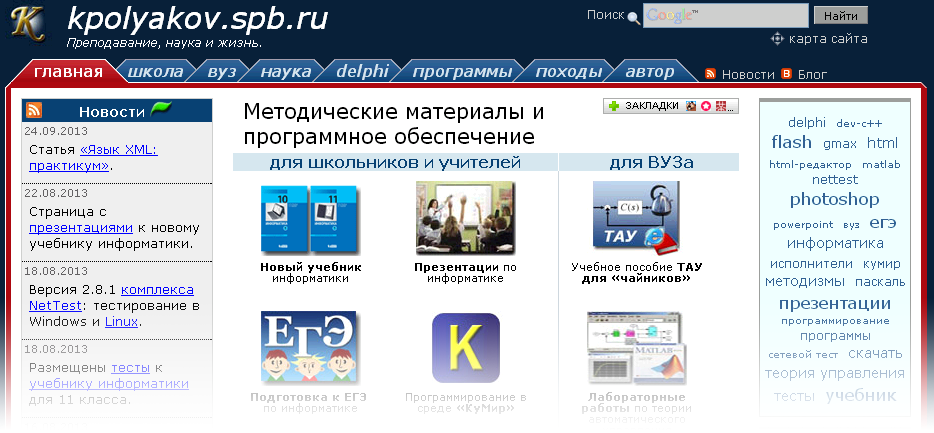 kpolyakov.spb.ru
Преподавание, наука и жизнь.
Поиск Google Найти
карта сайта
главная школа вуз наука delphi программы походы автор Новости Блог
Новости
24.09.2013
Статья «Язык XML:
практикум».
22.08.2013
Страница с
презентациями к новому
учебнику информатики.
18.08.2013
Версия 2.8.1 комплекса
NetTest: тестирование в
Windows и Linux.
18.08.2013
Размещены тесты к
учебнику информатики
для 11 класса.
Методические материалы и
программное обеспечение
ЗАКЛАДКИ
для школьников и учителей
для ВУЗа
10 11
Новый учебник
информатики
Презентации по
информатике
C(s)
ТАУ
Учебное пособие ТАУ
для «чайников»
ЕГЭ
Подготовка к ЕГЭ
по информатике
К
Программирование в
среде «КуМир»
MATLAB
Лабораторные
работы по теории
автоматического
delphi dev-c++
flash gmax html
html-редактор matlab
nettest
photoshop
powerpoint вуз егэ
информатика
исполнители кумир
методизмы паскаль
презентации
программирование
программы
сетевой тест скачать
теория управления
тесты учебник